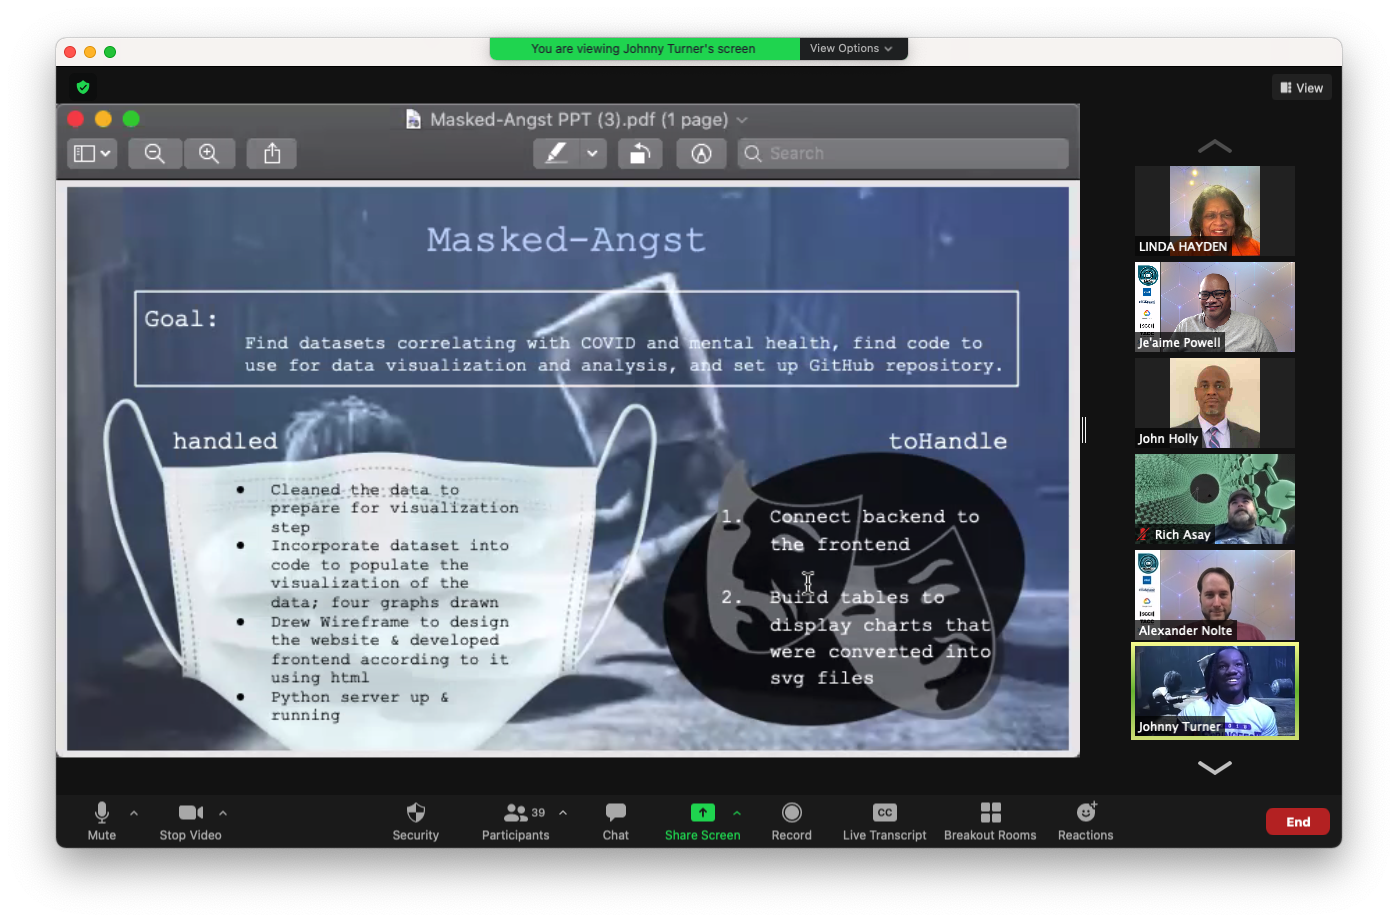 You are viewing Johnny Turner's screen
View Options
View
Masked-Angst PPT (3).pdf (1 page)
Search
Masked-Angst
Goal:
Find datasets correlating with COVID and mental health, find code to
use for data visualization and analysis, and set up GitHub repository.
handled
Cleaned the data to
prepare for visualization
step
Incorporate dataset into
code to populate the
visualization of the
data; four graphs drawn
Drew Wireframe to design
the website & developed
frontend according to it
using html
Python server up &
running
toHandle
1. Connect backend to
the frontend
2. Build tables to
display charts that
were converted into
svg files
LINDA HAYDEN
Je'aime Powell
John Holly
Rich Asay
Alexander Nolte
Johnny Turner
Mute
Stop Video
Security
39
Participants
Chat
Share Screen
Record
CC
Live Transcript
Breakout Rooms
Reactions
End